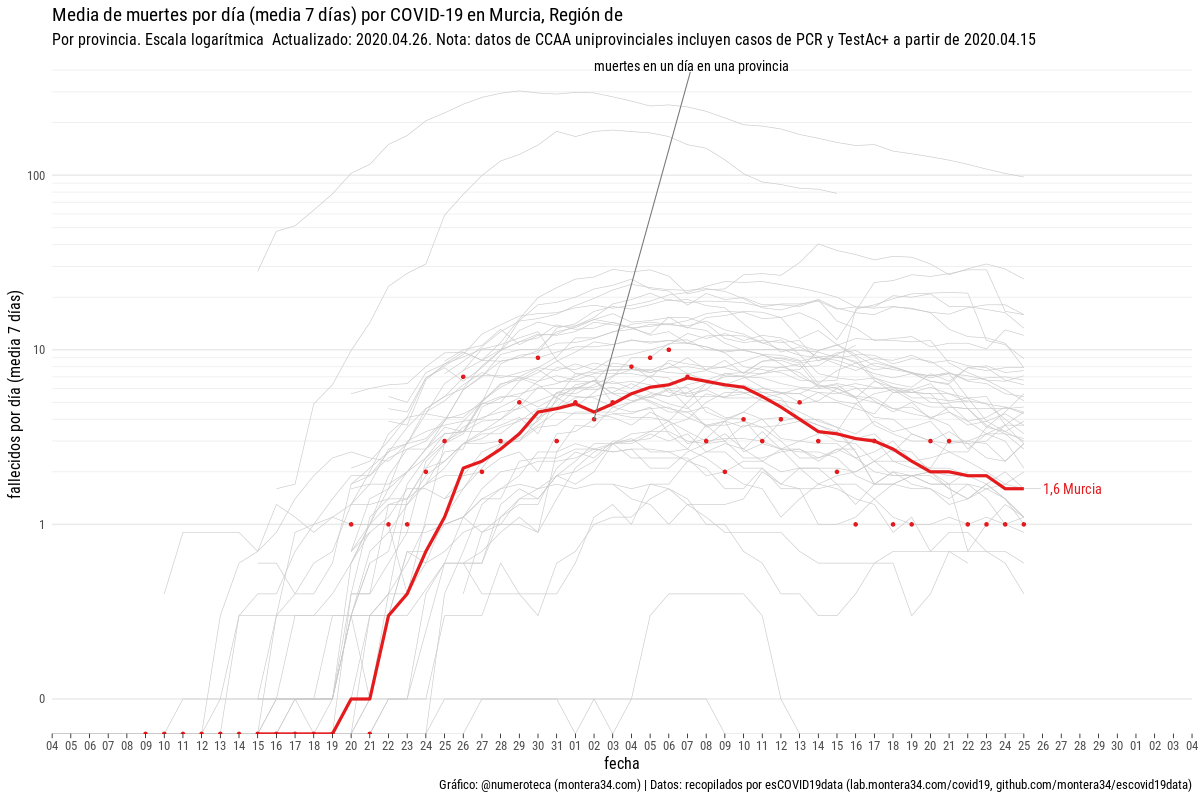 Media de muertes por día (media 7 días) por COVID-19 en Murcia, Región de
Por provincia. Escala logarítmica  Actualizado: 2020.04.26. Nota: datos de CCAA uniprovinciales incluyen casos de PCR y TestAc+ a partir de 2020.04.15
muertes en un día en una provincia
fallecidos por día (media 7 días)
100
10
1
0
1,6 Murcia
04 05 06 07 08 09 10 11 12 13 14 15 16 17 18 19 20 21 22 23 24 25 26 27 28 29 30 31 01 02 03 04 05 06 07 08 09 10 11 12 13 14 15 16 17 18 19 20 21 22 23 24 25 26 27 28 29 30 01 02 03 04
fecha
Gráfico: @numeroteca (montera34.com) | Datos: recopilados por esCOVID19data (lab.montera34.com/covid19, github.com/montera34/escovid19data)